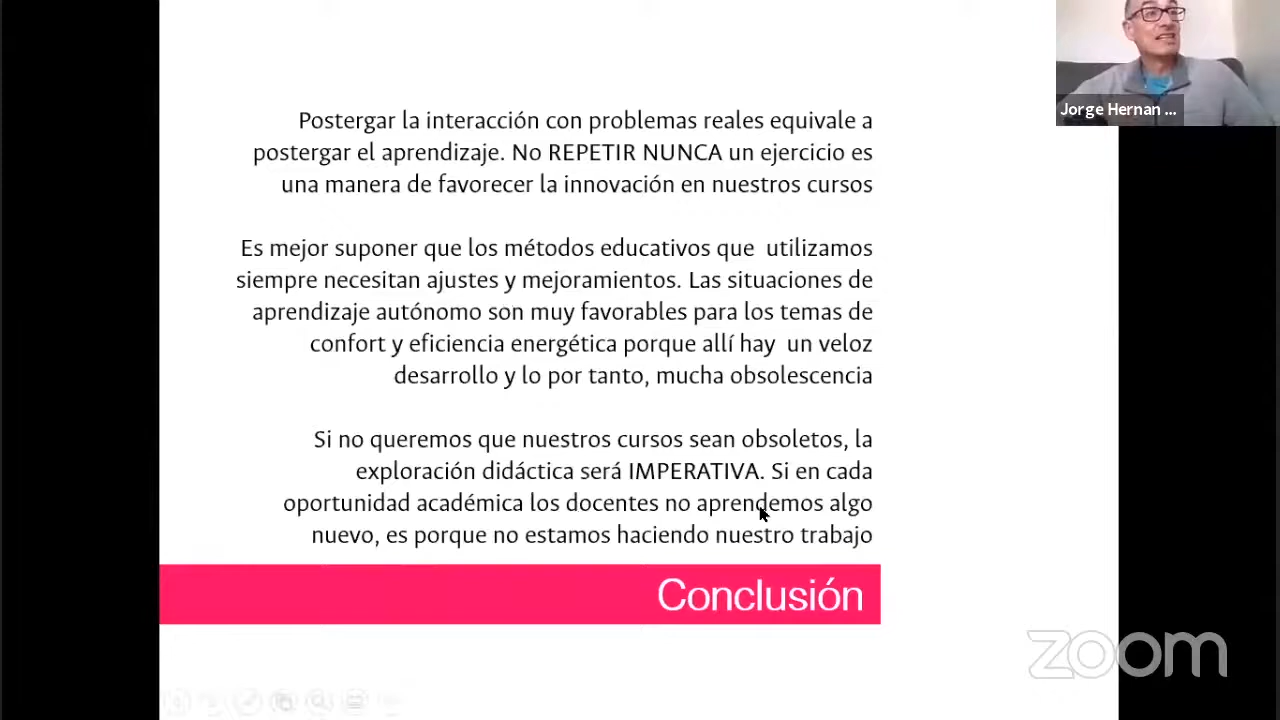 Jorge Hernan ...
Postergar la interacción con problemas reales equivale a
postergar el aprendizaje. No REPETIR NUNCA un ejercicio es
una manera de favorecer la innovación en nuestros cursos
Es mejor suponer que los métodos educativos que utilizamos
siempre necesitan ajustes y mejoramientos. Las situaciones de
aprendizaje autónomo son muy favorables para los temas de
confort y eficiencia energética porque allí hay un veloz
desarrollo y lo por tanto, mucha obsolescencia
Si no queremos que nuestros cursos sean obsoletos, la
exploración didáctica será IMPERATIVA. Si en cada
oportunidad académica los docentes no aprendemos algo
nuevo, es porque no estamos haciendo nuestro trabajo
Conclusión
zoom